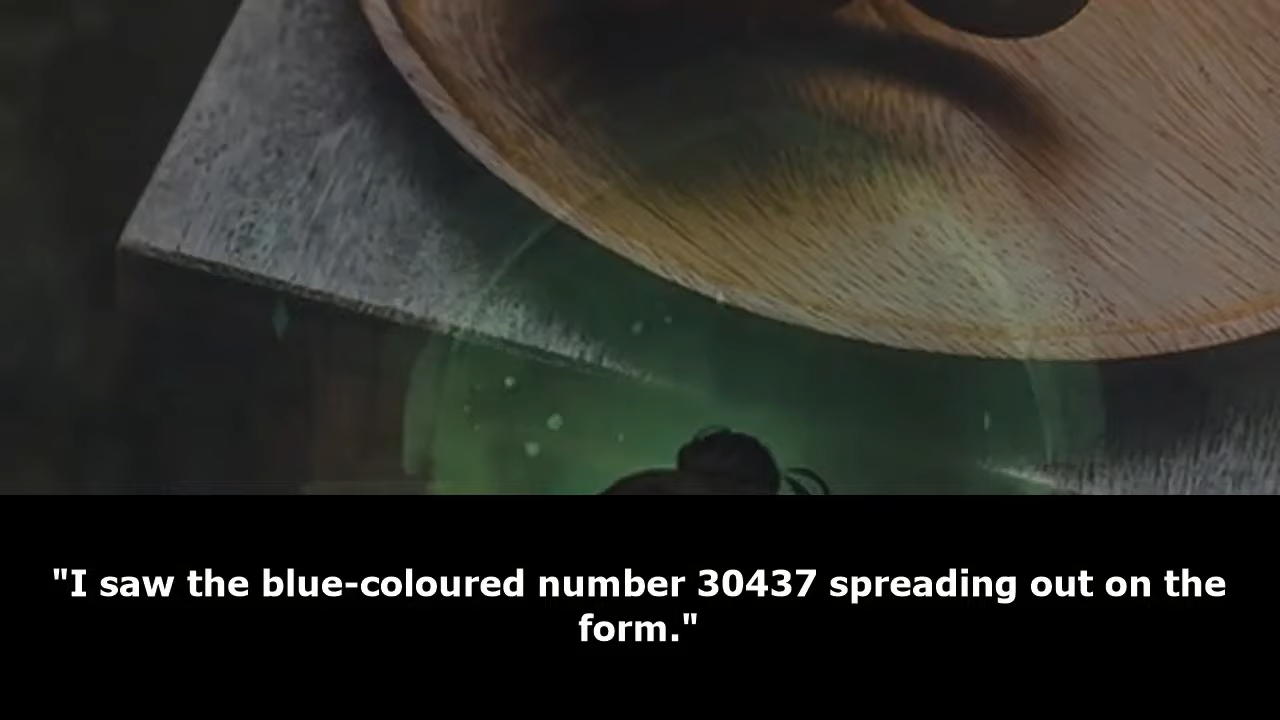 "I saw the blue-coloured number 30437 spreading out on the
form."